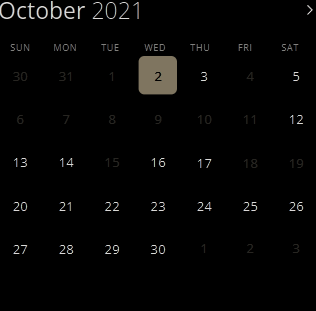 October 2021 >
SUN MON TUE WED THU FRI SAT
30 31 1 2 3 4 5
6 7 8 9 10 11 12
13 14 15 16 17 18 19
20 21 22 23 24 25 26
27 28 29 30 1 2 3